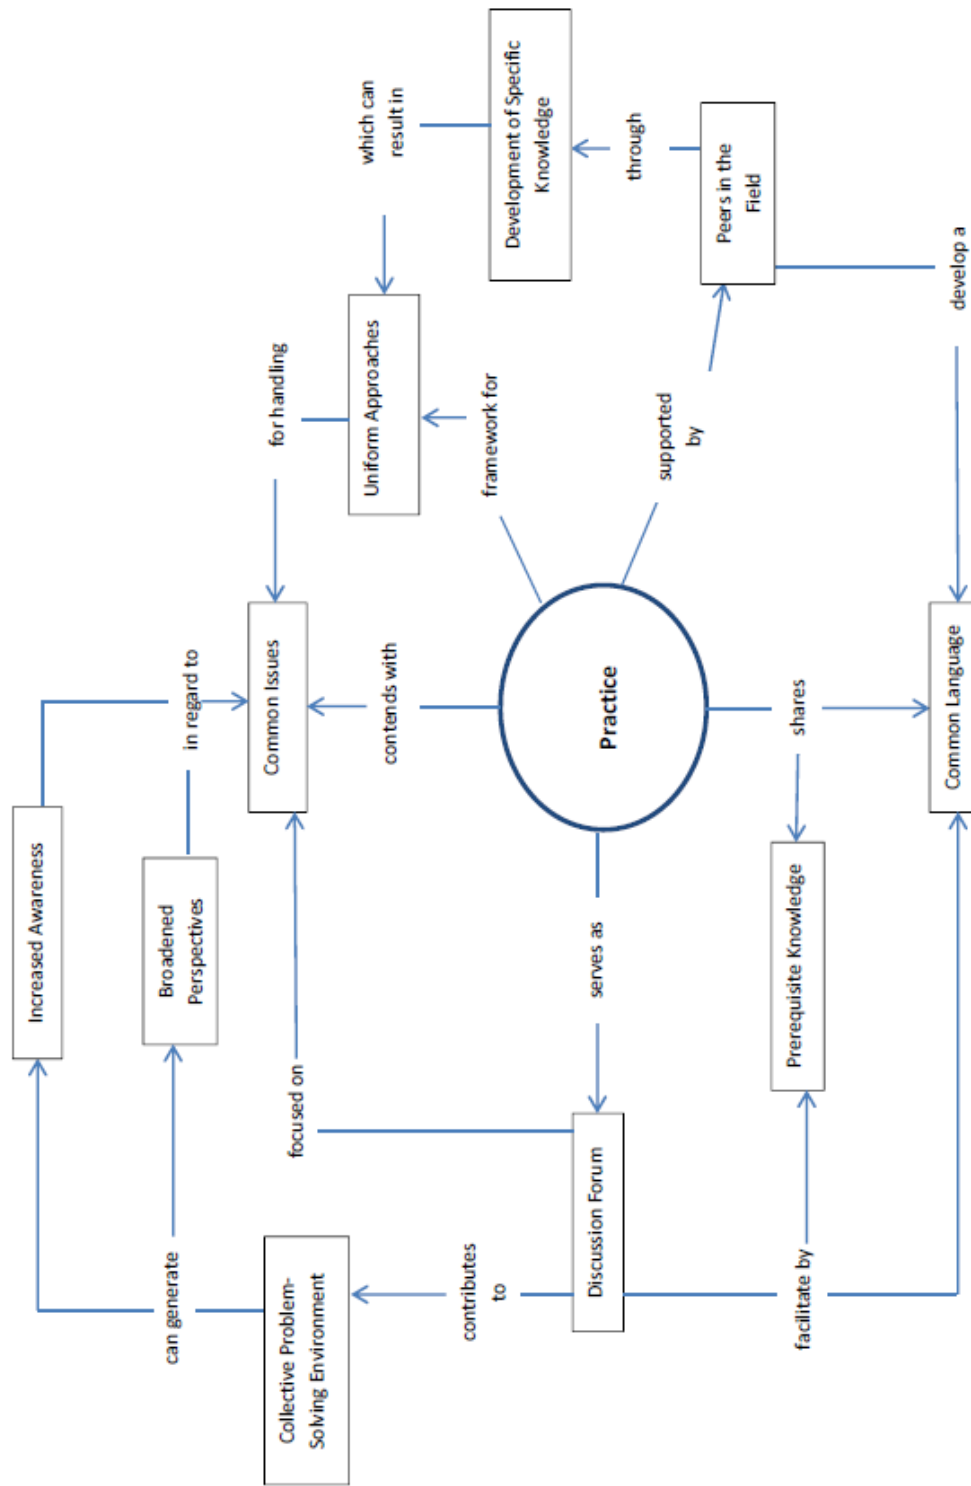 Increased Awareness
can generate
Broadened
Perspectives
in regard to
Collective Problem-
Solving Environment
focused on
Common Issues
for handling
contends with
Uniform Approaches
which can
result in
contributes
to
framework for
Development of Specific
Knowledge
Discussion Forum
serves as
Practice
through
supported
by
Peers in the
Field
facilitate by
Prerequisite Knowledge
shares
Common Language
develop a